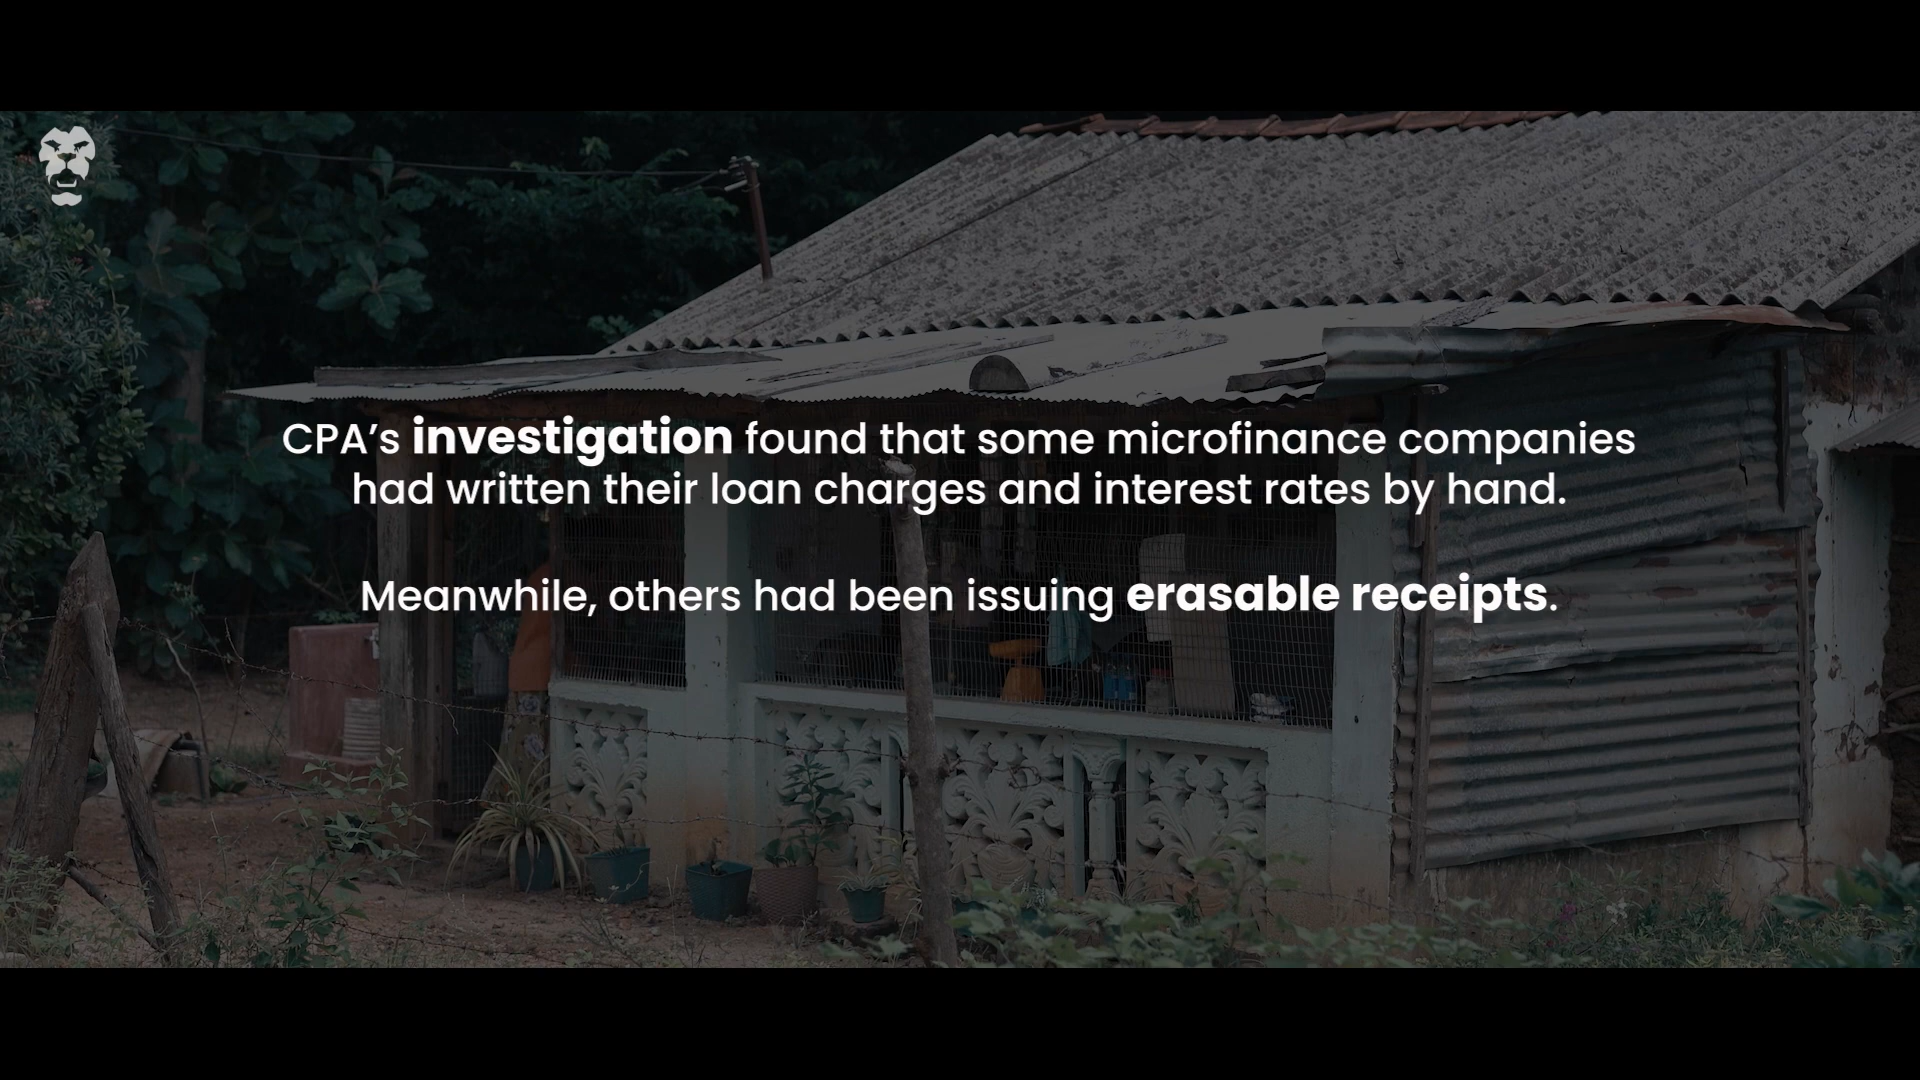 CPA’s investigation found that some microfinance companies
had written their loan charges and interest rates by hand.
Meanwhile, others had been issuing erasable receipts.